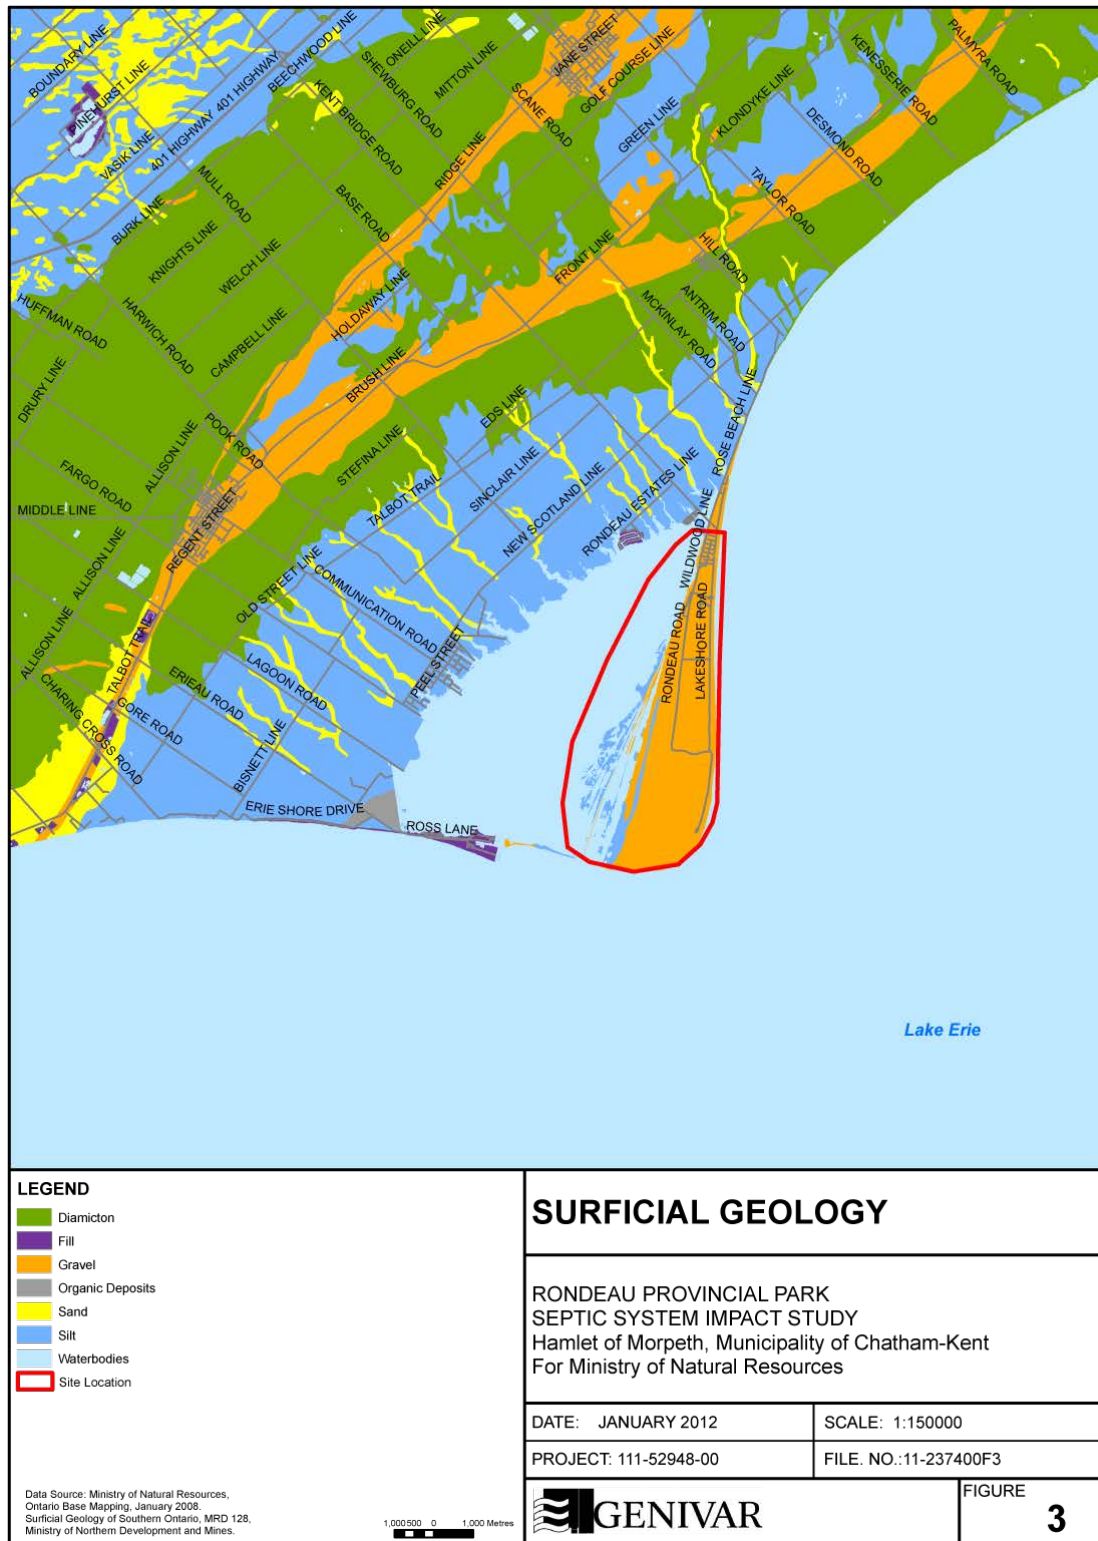 BOUNDARY LINE
PINEHURST LINE
VASIK LINE
401 HIGHWAY 401 HIGHWAY
BEECHWOOD LINE
ONEILL LINE
SHEWBURG ROAD
MITTON LINE
KENT BRIDGE ROAD
JANE STREET
GOLF COURSE LINE
SCANE ROAD
GREEN LINE
KLONDYKE LINE
KENESSERIE ROAD
PALMYRA ROAD
DESMOND ROAD
TAYLOR ROAD
BURK LINE
MULL ROAD
RIDGE LINE
BASE ROAD
KNIGHTS LINE
WELCH LINE
HILL ROAD
FRONT LINE
HUFFMAN ROAD
HARWICH ROAD
HOLDAWAY LINE
ANTRIM ROAD
MCKINLAY ROAD
CAMPBELL LINE
DRURY LINE
BRUSH LINE
EDS LINE
ROSE BEACH LINE
POOK ROAD
ALLISON LINE
STEFINA LINE
FARGO ROAD
TALBOT TRAIL
SINCLAIR LINE
NEW SCOTLAND LINE
RONDEAU ESTATES LINE
MIDDLE LINE
REGENT STREET
WILDWOOD LINE
ALLISON LINE
OLD STREET LINE
COMMUNICATION ROAD
RONDEAU ROAD
LAKESHORE ROAD
ALLISON LINE
TALBOT TRAIL
PEEL STREET
LAGOON ROAD
ERIEAU ROAD
CHARING CROSS ROAD
GORE ROAD
BISNETT LINE
ERIE SHORE DRIVE
ROSS LANE
Lake Erie
LEGEND
Diamicton
Fill
Gravel
Organic Deposits
Sand
Silt
Waterbodies
Site Location
Data Source: Ministry of Natural Resources,
Ontario Base Mapping, January 2008.
Surficial Geology of Southern Ontario, MRD 128,
Ministry of Northern Development and Mines.
1,000 500 0 1,000 Metres
SURFICIAL GEOLOGY
RONDEAU PROVINCIAL PARK
SEPTIC SYSTEM IMPACT STUDY
Hamlet of Morpeth, Municipality of Chatham-Kent
For Ministry of Natural Resources
DATE: JANUARY 2012
SCALE: 1:150000
PROJECT: 111-52948-00
FILE. NO.:11-237400F3
GENIVAR
FIGURE
3